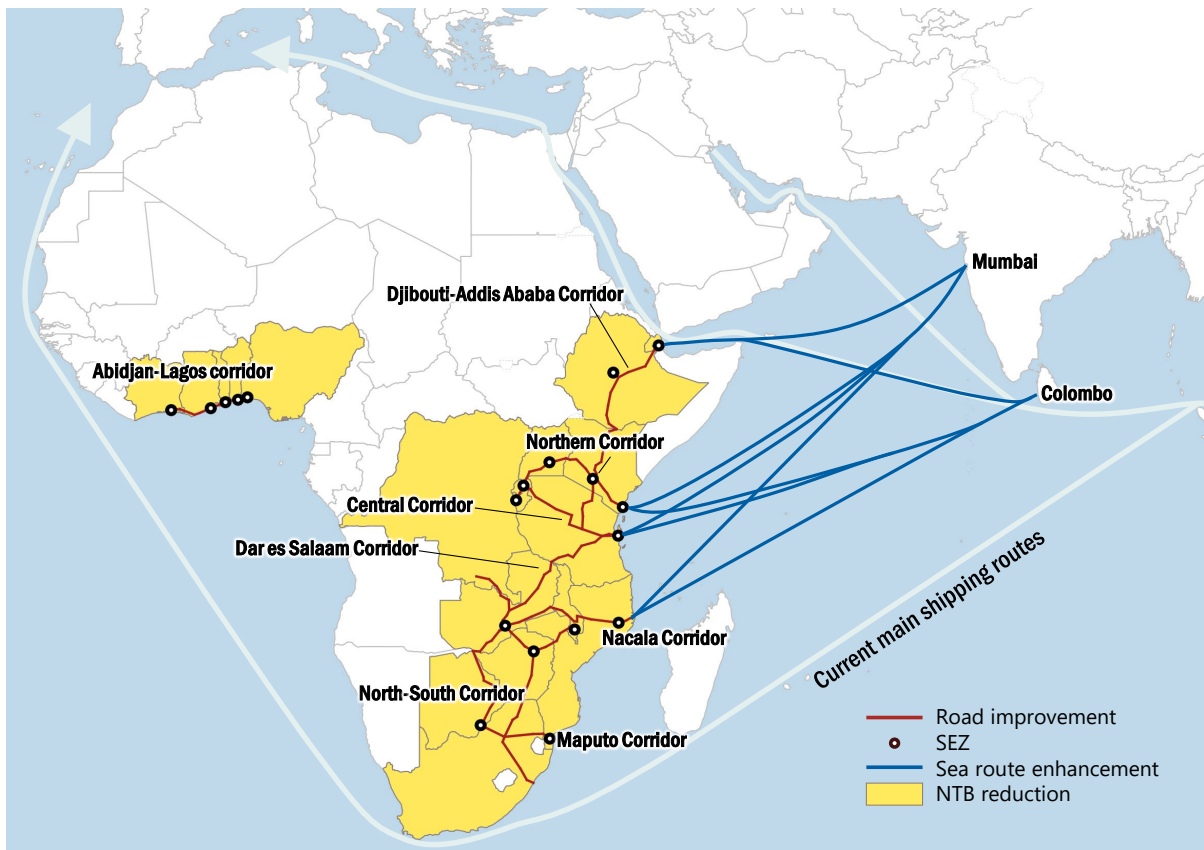 Mumbai
Djibouti-Addis Ababa Corridor
Abidjan-Lagos corridor
Colombo
Northern Corridor
Central Corridor
Dar es Salaam Corridor
Nacala Corridor
Current main shipping routes
North-South Corridor
Maputo Corridor
Road improvement
SEZ
Sea route enhancement
NTB reduction